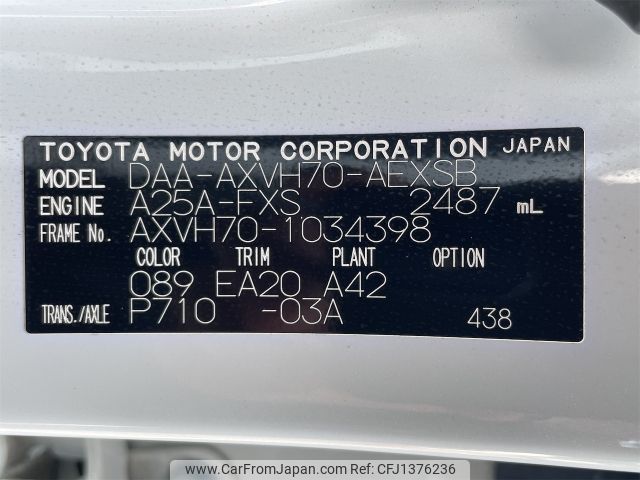 TOYOTA MOTOR CORPORATION JAPAN
MODEL DAA-AXVH70-AEXSB
ENGINE A25A-FXS 2487 mL
FRAME No. AXVH70-1034398
COLOR TRIM PLANT OPTION
089 EA20 A42
TRANS./AXLE P710 -03A 438
www.CarFromJapan.com | CFJ1376236